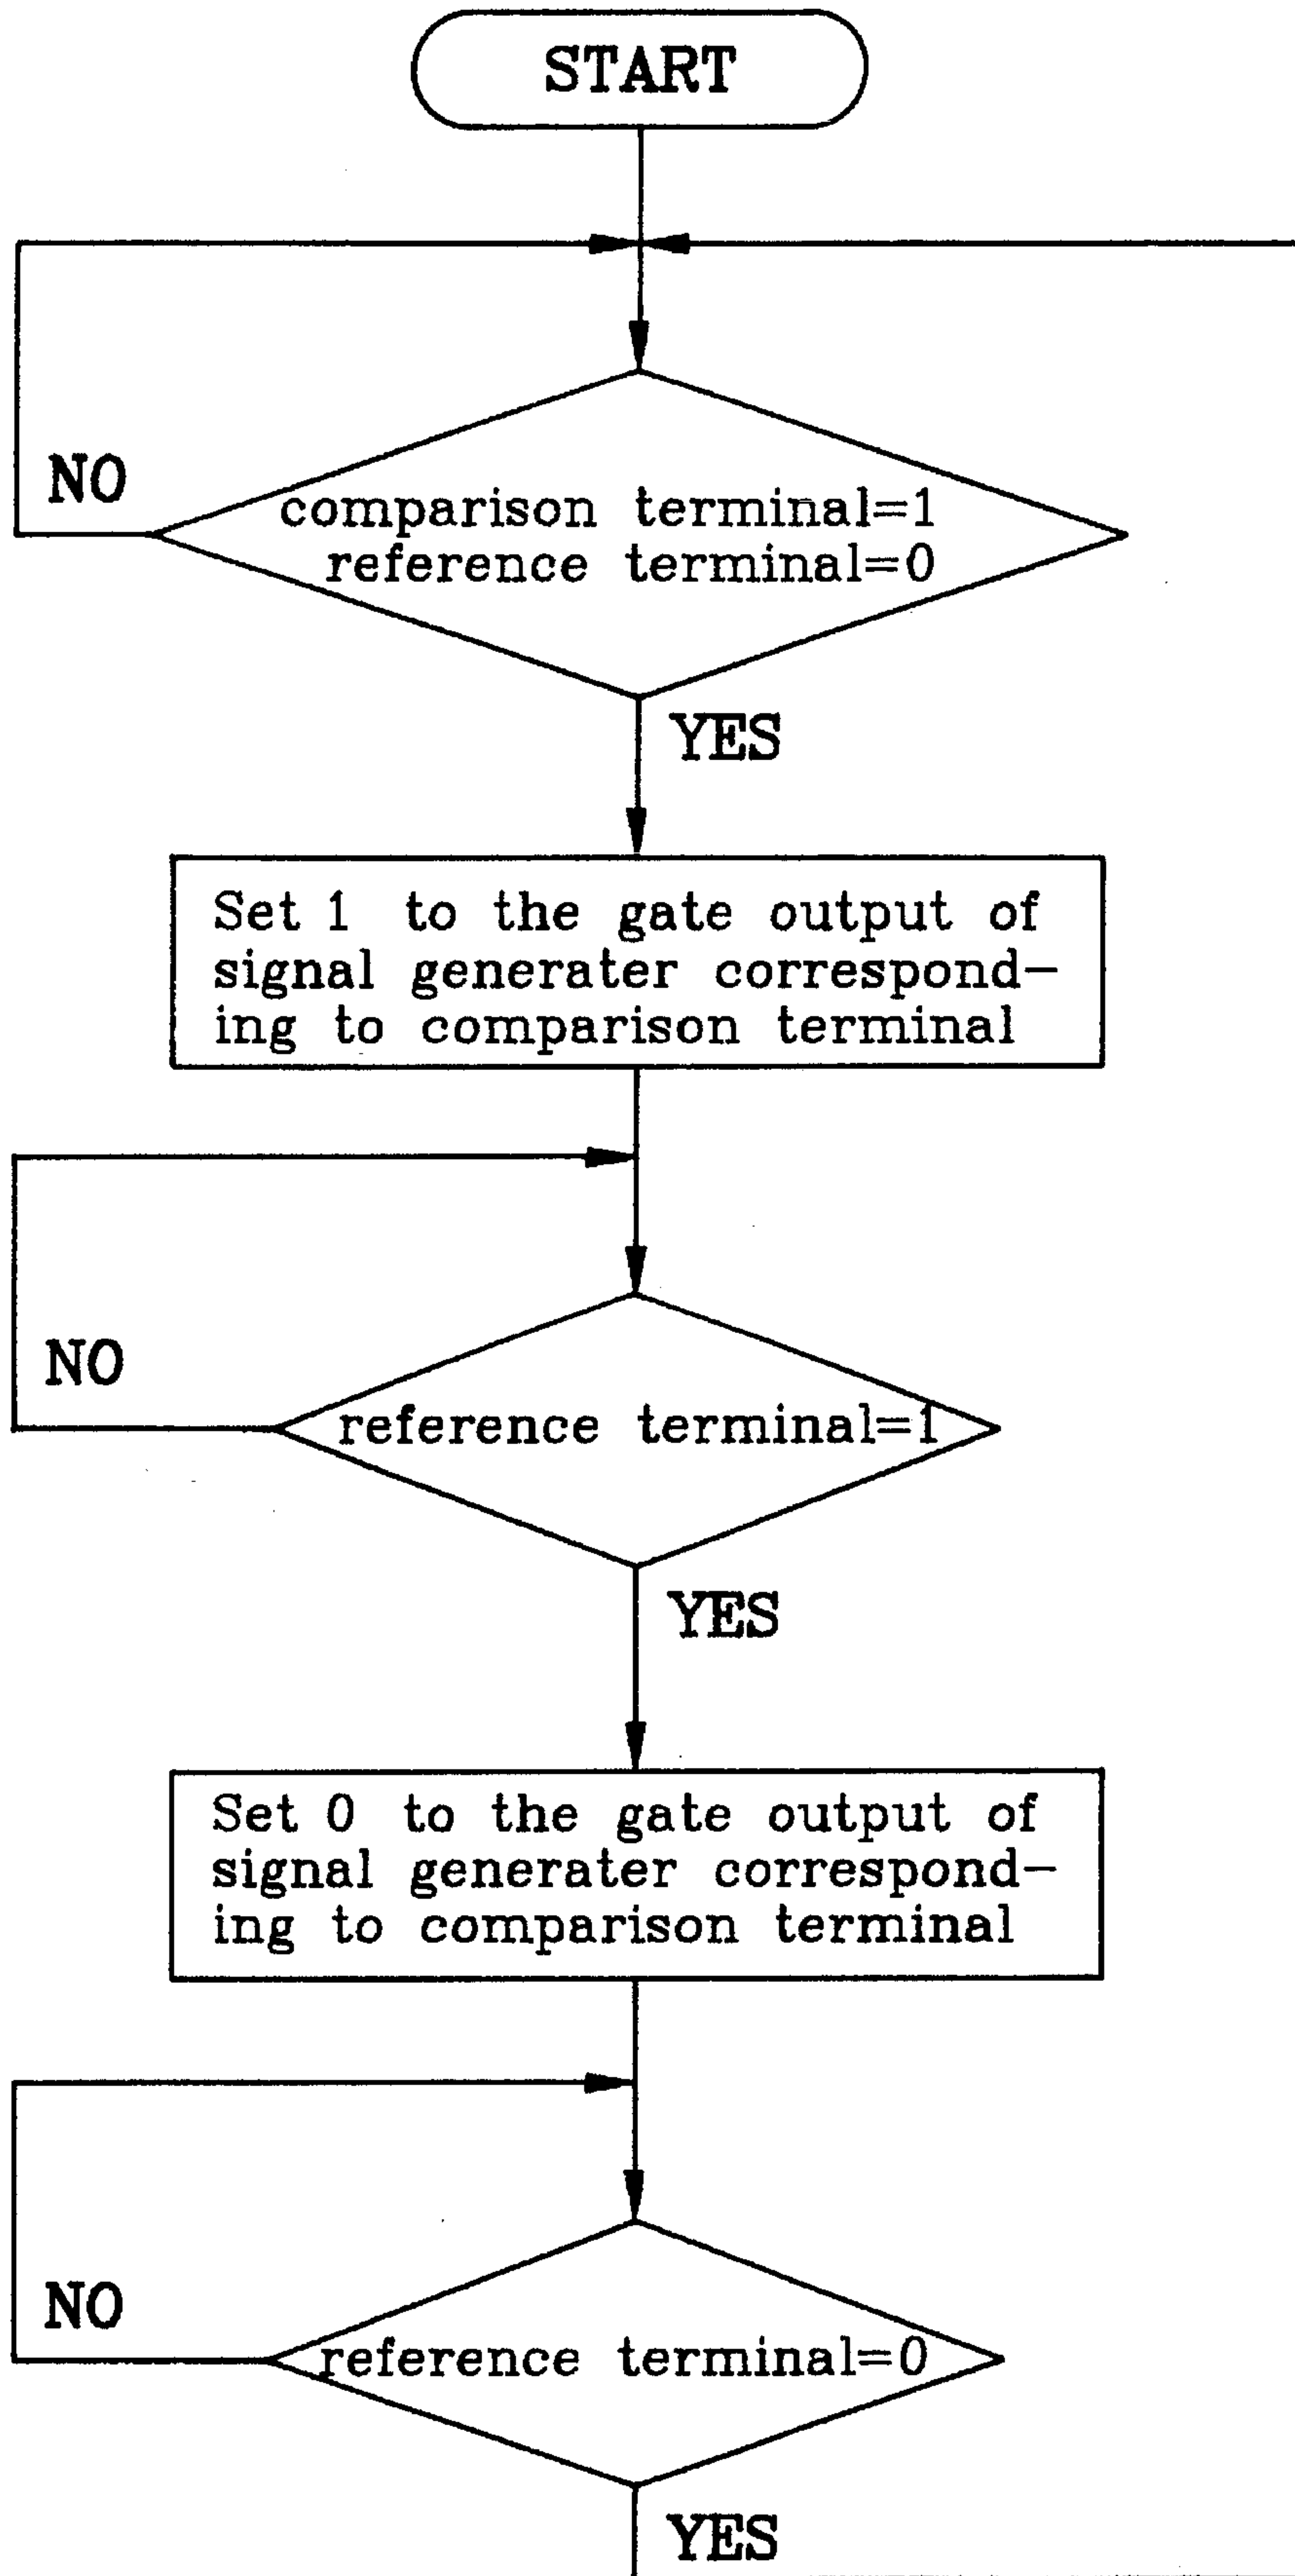 START
NO
comparison terminal=1
reference terminal=0
YES
Set 1 to the gate output of
signal generater correspond-
ing to comparison terminal
NO
reference terminal=1
YES
Set 0 to the gate output of
signal generater correspond-
ing to comparison terminal
NO
reference terminal=0
YES